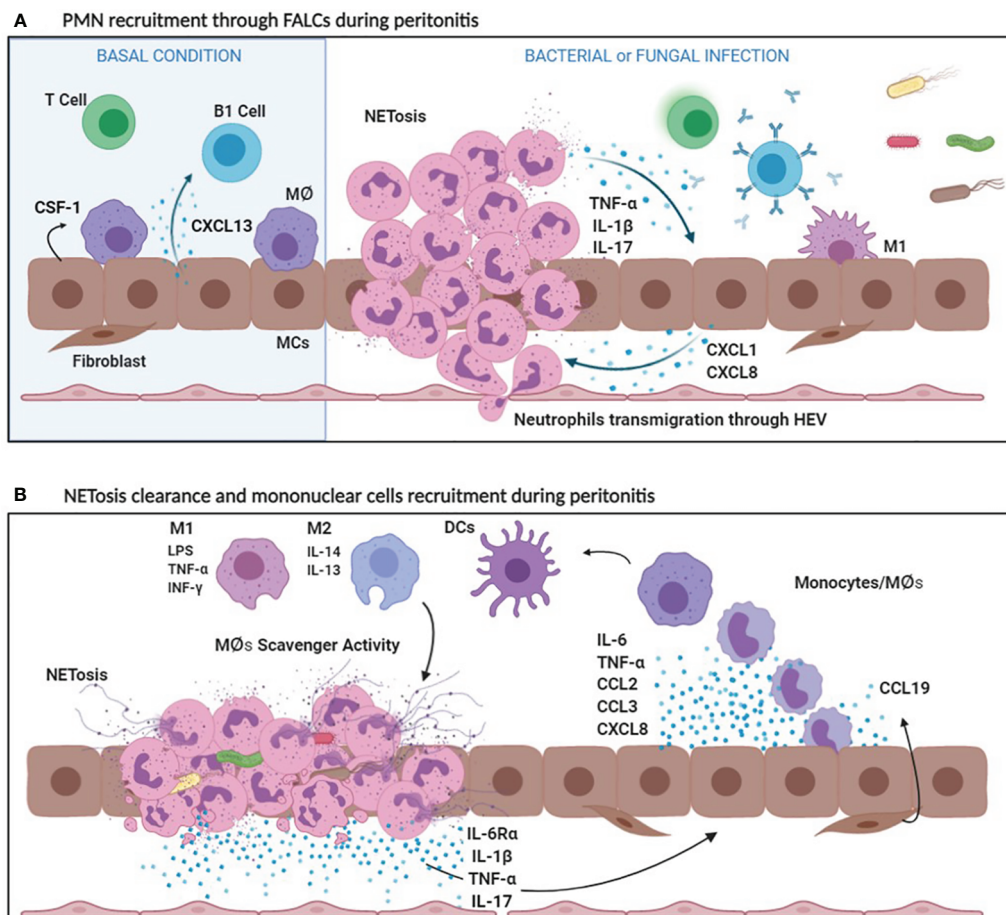 A PMN recruitment through FALCs during peritonitis
BASAL CONDITION
BACTERIAL or FUNGAL INFECTION
T Cell
B1 Cell
NETosis
CSF-1
CXCL13
MØ
TNF-α
IL-1β
IL-17
M1
Fibroblast
MCs
CXCL1
CXCL8
Neutrophils transmigration through HEV
B NETosis clearance and mononuclear cells recruitment during peritonitis
M1
LPS
TNF-α
INF-γ
M2
IL-14
IL-13
DCs
Monocytes/MØs
MØs Scavenger Activity
NETosis
IL-6
TNF-α
CCL2
CCL3
CXCL8
CCL19
IL-6Rα
IL-1β
TNF-α
IL-17